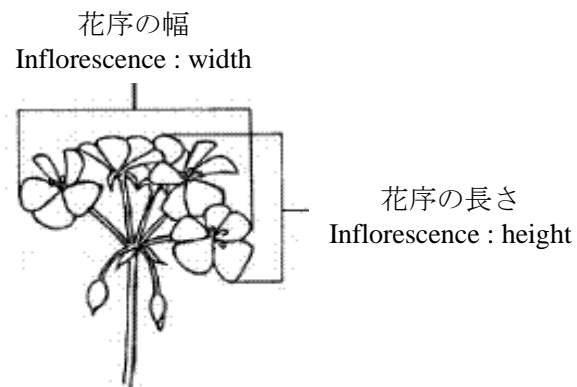 花序の幅
Inflorescence : width
花序の長さ
Inflorescence : height